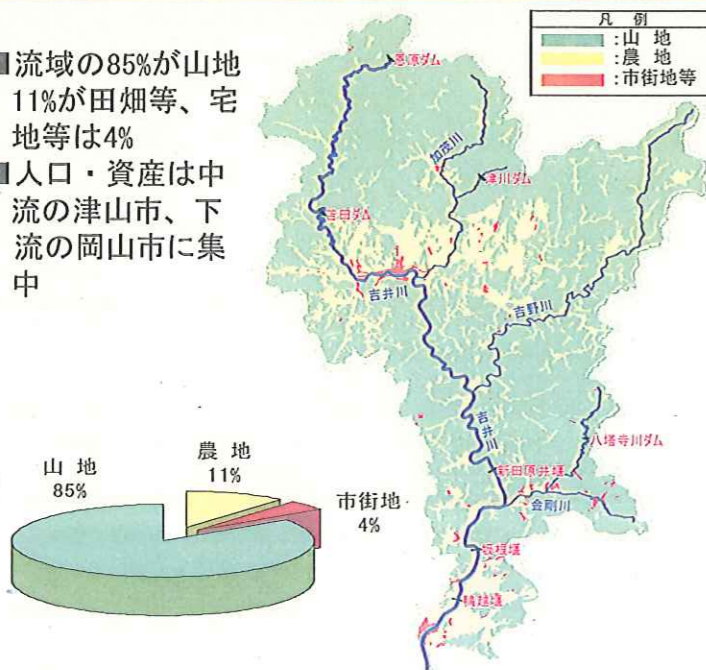 ■流域の85%が山地
11%が田畑等、宅
地等は4%
■人口・資産は中
流の津山市、下
流の岡山市に集
中
凡 例
:山 地
:農 地
:市街地等
恩原ダム
加茂川
津川ダム
苫田ダム
吉井川
吉野川
吉井川
八塔寺川ダム
新田原井堰
金剛川
坂根堰
鴨越堰
山 地
85%
農 地
11%
市街地
4%